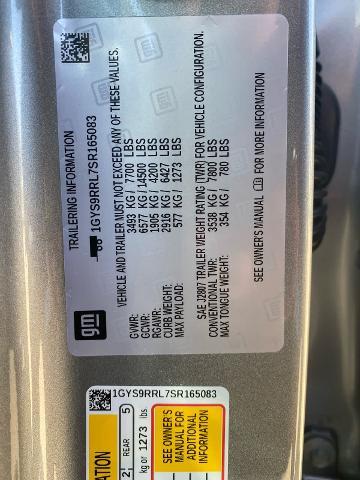 TRAILERING INFORMATION
1GYS9RRL7SR165083
VEHICLE AND TRAILER MUST NOT EXCEED ANY OF THESE VALUES.
GVWR: 3493 KG / 7700 LBS
GCWR: 6577 KG / 14500 LBS
RGAWR: 1905 KG / 4200 LBS
CURB WEIGHT: 2916 KG / 6427 LBS
MAX PAYLOAD: 577 KG / 1273 LBS
SAE J2807 TRAILER WEIGHT RATING (TWR) FOR VEHICLE CONFIGURATION.
CONVENTIONAL TWR: 3538 KG / 7800 LBS
MAX TONGUE WEIGHT: 354 KG / 780 LBS
SEE OWNER'S MANUAL FOR MORE INFORMATION
gm
1GYS9RRL7SR165083
REAR 5
kg or 1273 lbs.
SEE OWNER'S
MANUAL FOR
ADDITIONAL
INFORMATION